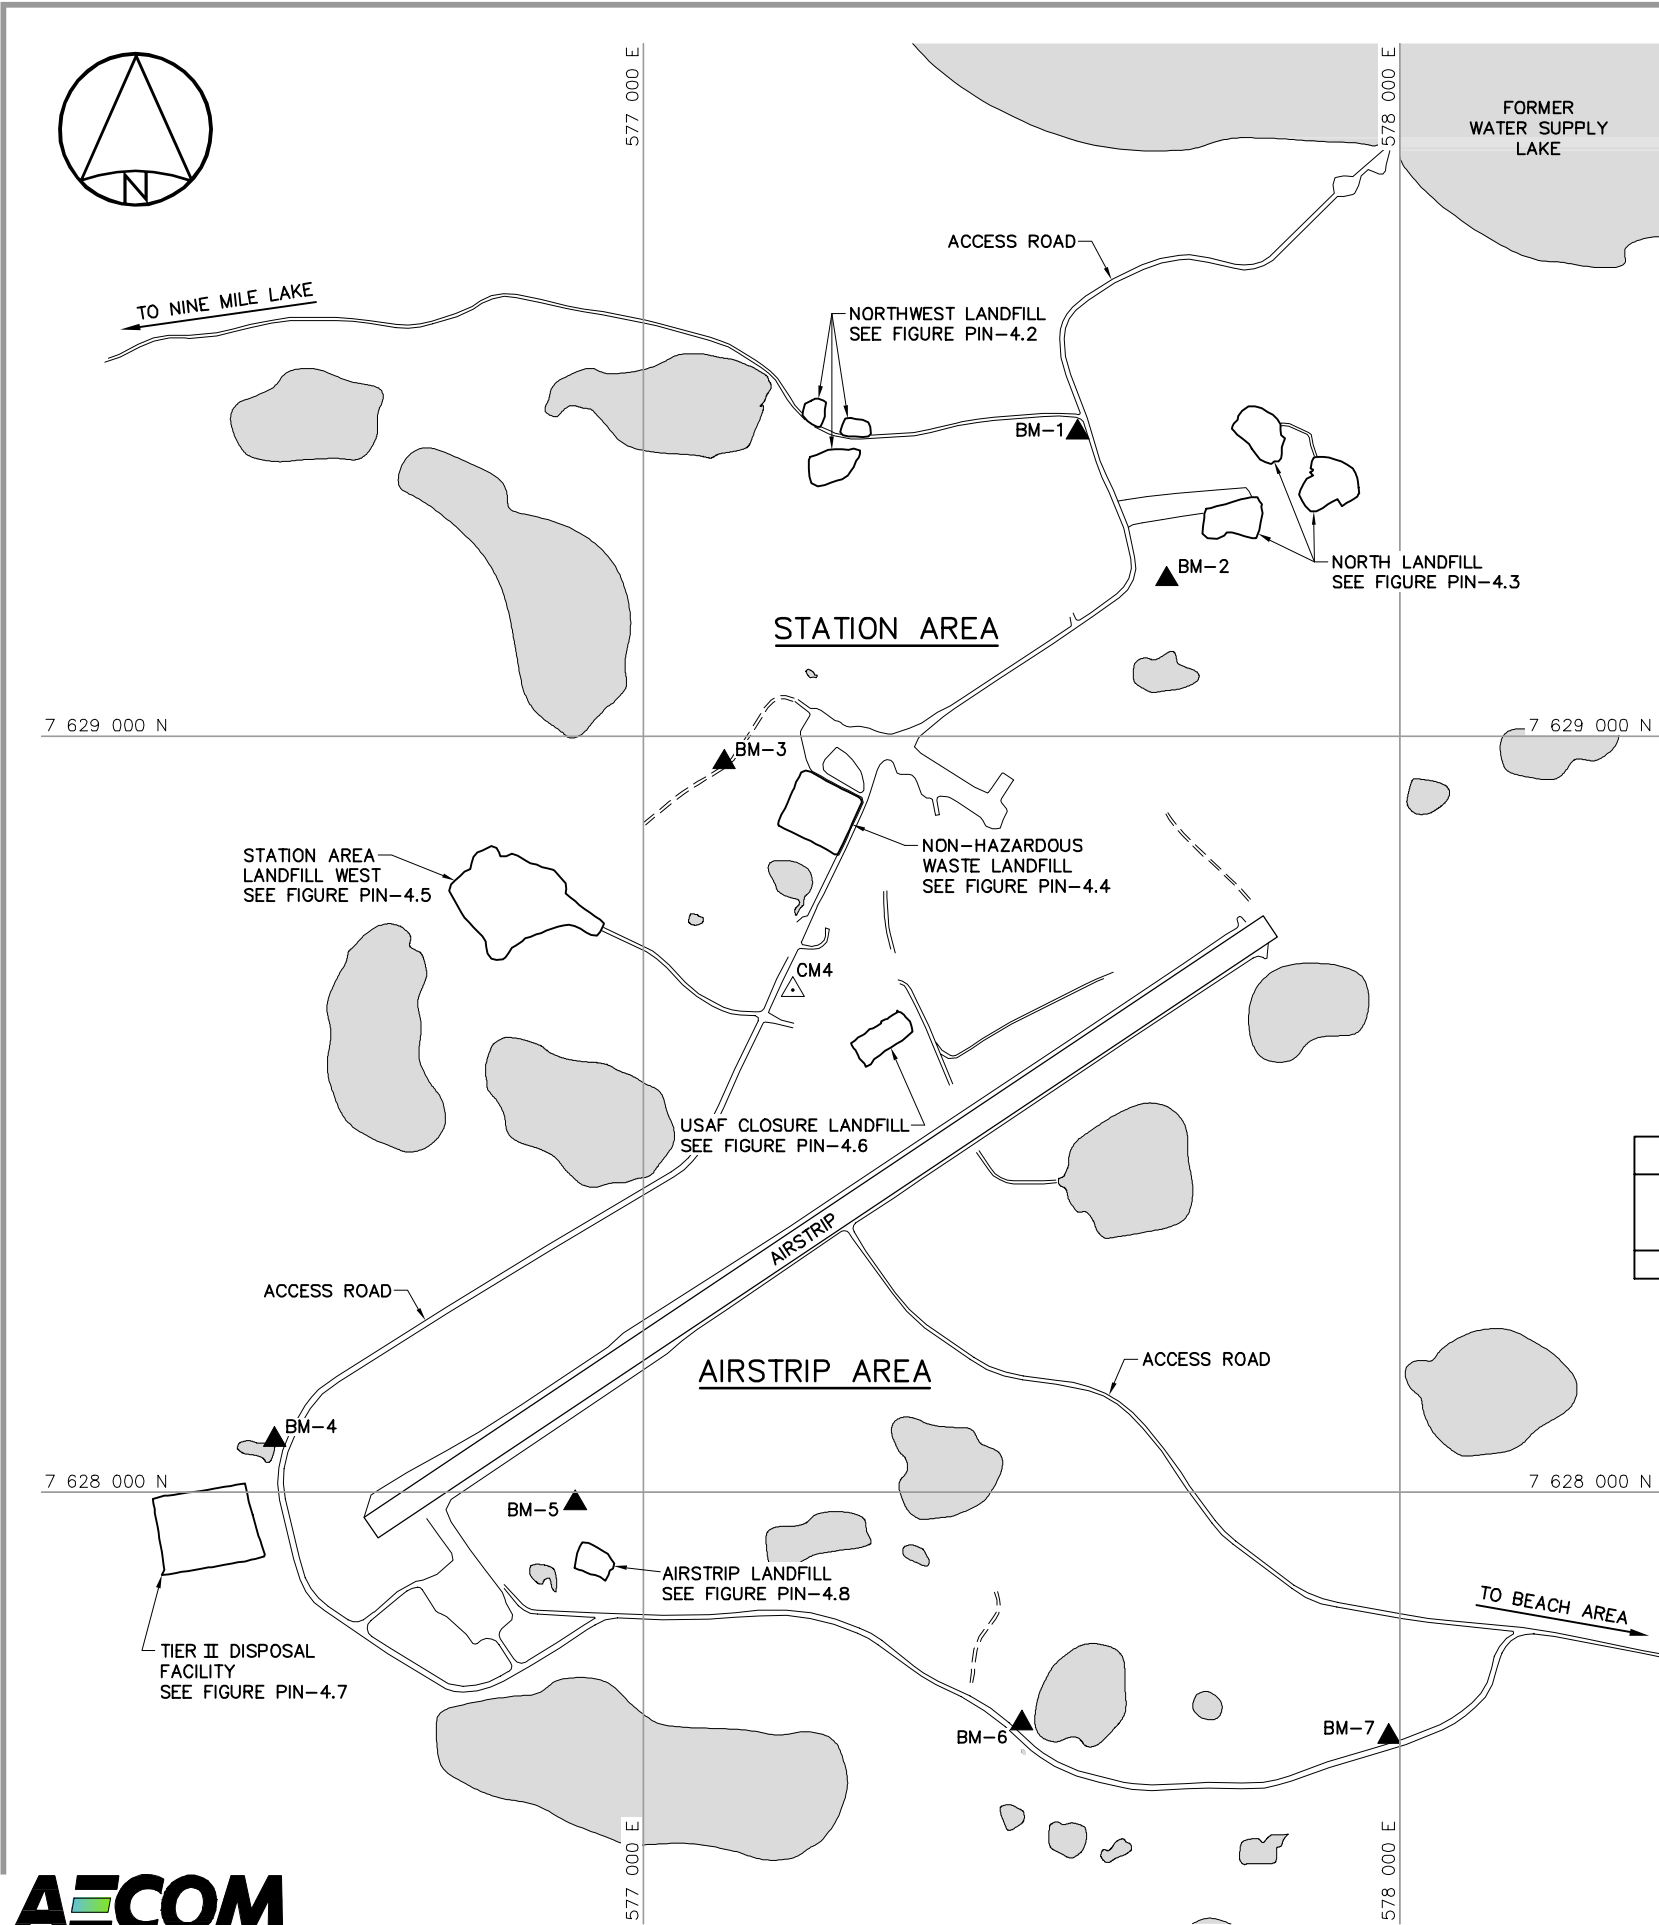 577 000 E
578 000 E
FORMER
WATER SUPPLY
LAKE
N
ACCESS ROAD
TO NINE MILE LAKE
NORTHWEST LANDFILL
SEE FIGURE PIN-4.2
BM-1
BM-2
NORTH LANDFILL
SEE FIGURE PIN-4.3
STATION AREA
7 629 000 N
7 629 000 N
BM-3
NON-HAZARDOUS
WASTE LANDFILL
SEE FIGURE PIN-4.4
STATION AREA
LANDFILL WEST
SEE FIGURE PIN-4.5
CM4
USAF CLOSURE LANDFILL
SEE FIGURE PIN-4.6
AIRSTRIP
ACCESS ROAD
AIRSTRIP AREA
ACCESS ROAD
BM-4
7 628 000 N
7 628 000 N
BM-5
AIRSTRIP LANDFILL
SEE FIGURE PIN-4.8
TO BEACH AREA
TIER II DISPOSAL
FACILITY
SEE FIGURE PIN-4.7
BM-6
BM-7
577 000 E
578 000 E
AECOM